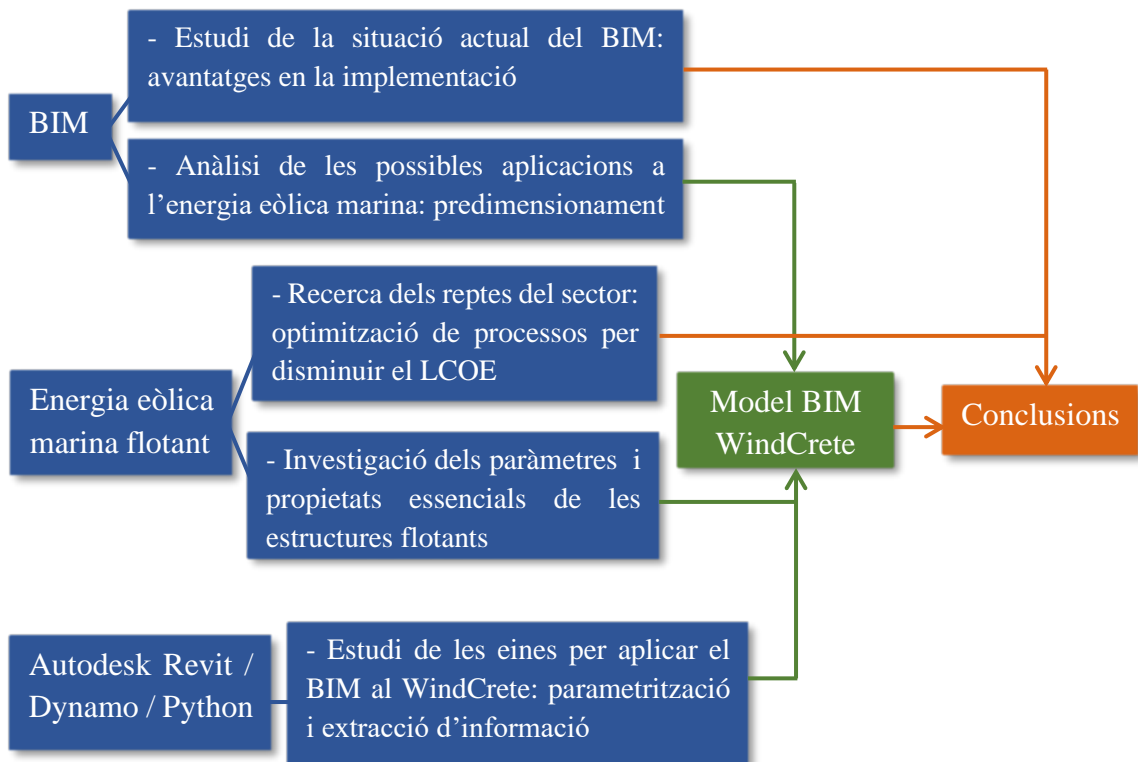 - Estudi de la situació actual del BIM:
avantatges en la implementació
BIM
- Anàlisi de les possibles aplicacions a
l’energia eòlica marina: predimensionament
- Recerca dels reptes del sector:
optimització de processos per
disminuir el LCOE
Energia eòlica
marina flotant
- Investigació dels paràmetres i
propietats essencials de les
estructures flotants
Model BIM
WindCrete
Conclusions
Autodesk Revit /
Dynamo / Python
- Estudi de les eines per aplicar el
BIM al WindCrete: parametrització
i extracció d’informació